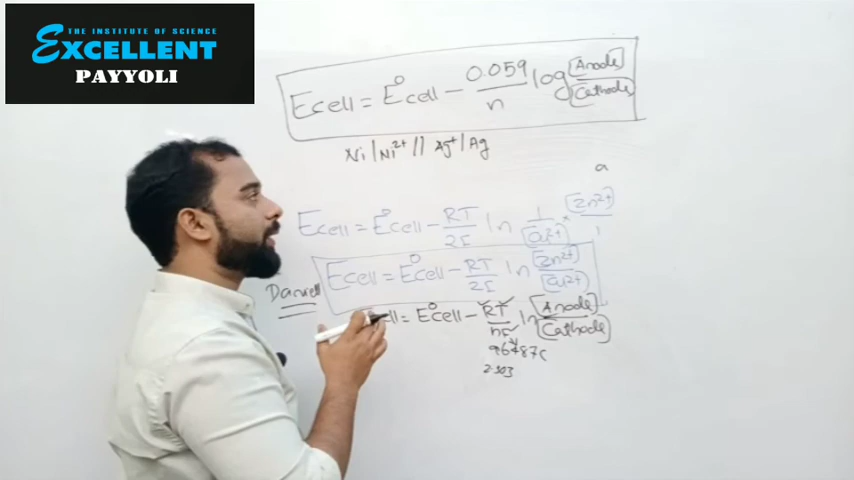 THE INSTITUTE OF SCIENCE
EXCELLENT
PAYYOLI
Ecell = E°cell - 0.059/n log [Anode]/[Cathode]
Ni | Ni²⁺ // Ag⁺ | Ag
a
Ecell = E°cell - RT/2F ln 1/[Cu²⁺] × [Zn²⁺]/1
Ecell = E°cell - RT/2F ln [Zn²⁺]/[Cu²⁺]
Ecell = E°cell - RT/nF ln [Anode]/[Cathode]
96487C
2.303